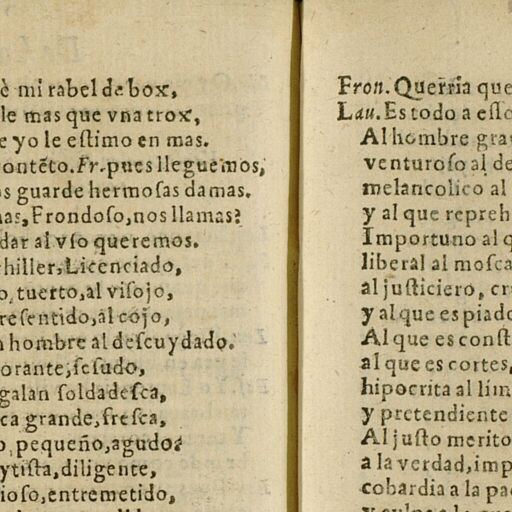 è mi rabel de box,
le mas que vna trox,
e yo le estimo en mas.
ontẽto. Fr. pues lleguemos,
os guarde hermosas damas.
as, Frondoso, nos llamas?
dar al vso queremos.
hiller, Licenciado,
o, tuerto, al visojo,
resentido, al cojo,
n hombre al descuydado.
orante, sesudo,
galan soldadesca,
ca grande, fresca,
o, pequeño, agudo?
ytista, diligente,
ioso, entremetido,
Fron. Querria que
Lau. Es todo a esso
Al hombre gra
venturoso al de
melancolico al
y al que repreh
Importuno al q
liberal al mosca
al justiciero, cr
y al que es piado
Al que es const
al que es cortes,
hipocrita al lim
y pretendiente
Al justo merito
a la verdad, imp
cobardia a la pa